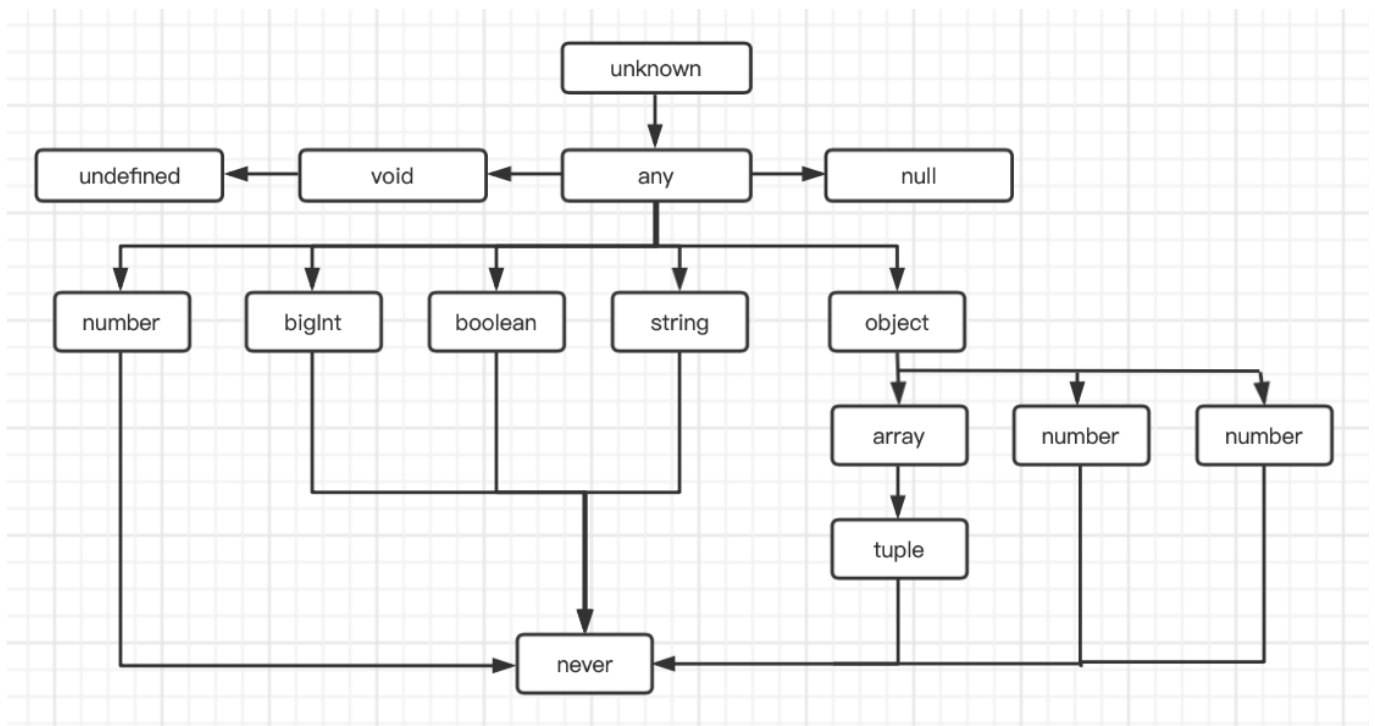 unknown
undefined
void
any
null
number
bigInt
boolean
string
object
array
number
number
tuple
never